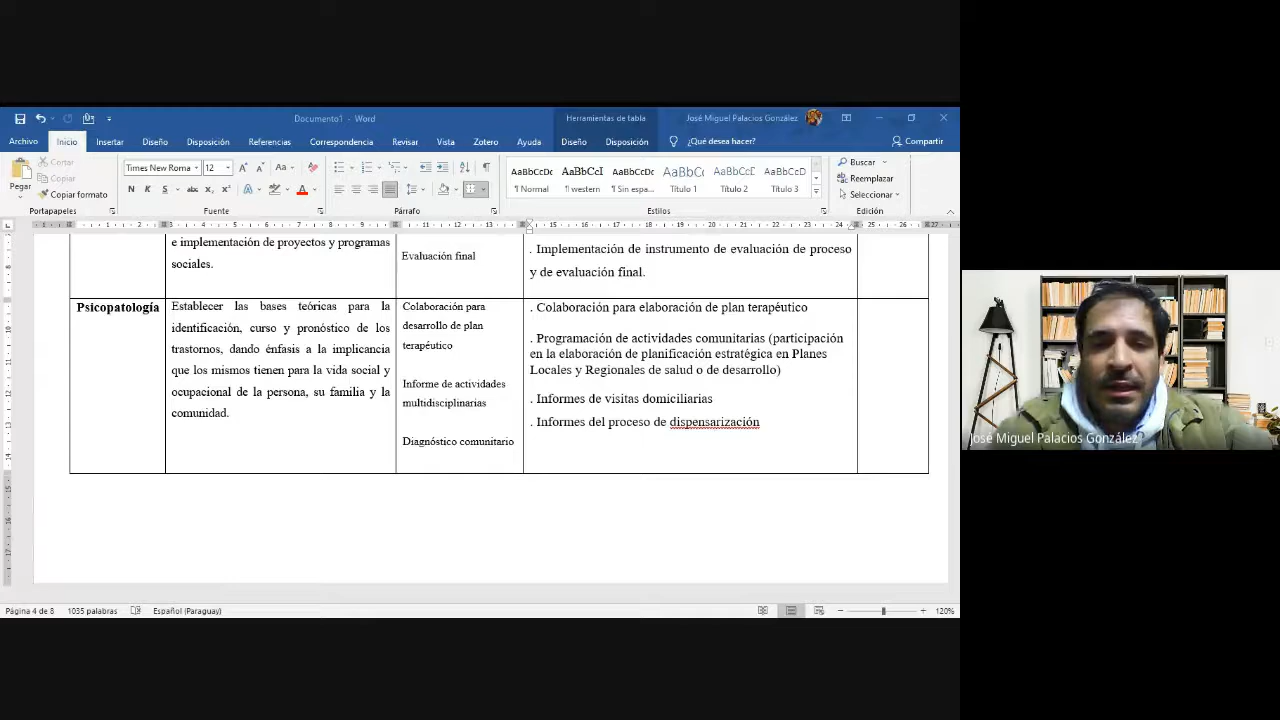 Documento1 - Word
Herramientas de tabla
José Miguel Palacios González
Archivo Inicio Insertar Diseño Disposición Referencias Correspondencia Revisar Vista Zotero Ayuda Diseño Disposición ¿Qué desea hacer? Compartir
Pegar
Cortar
Copiar
Copiar formato
Portapapeles
Times New Roma 12
Aa
N K S abc x₂ x²
Fuente
Párrafo
AaBbCcDc AaBbCcI AaBbCcDc AaBbCcI AaBbCcD AaBbCcD
¶ Normal ¶ western ¶ Sin espa... Título 1 Título 2 Título 3
Estilos
Buscar
Reemplazar
Seleccionar
Edición
e implementación de proyectos y programas
sociales.
Evaluación final
. Implementación de instrumento de evaluación de proceso
y de evaluación final.
Psicopatología
Establecer las bases teóricas para la
identificación, curso y pronóstico de los
trastornos, dando énfasis a la implicancia
que los mismos tienen para la vida social y
ocupacional de la persona, su familia y la
comunidad.
Colaboración para
desarrollo de plan
terapéutico
Informe de actividades
multidisciplinarias
Diagnóstico comunitario
. Colaboración para elaboración de plan terapéutico
. Programación de actividades comunitarias (participación
en la elaboración de planificación estratégica en Planes
Locales y Regionales de salud o de desarrollo)
. Informes de visitas domiciliarias
. Informes del proceso de dispensarización
Página 4 de 8 1035 palabras Español (Paraguay) 120%
José Miguel Palacios González